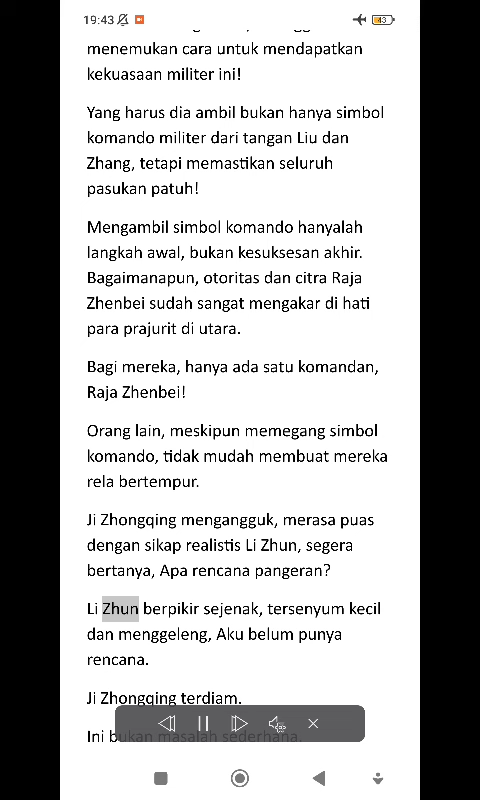 19:43
43
menemukan cara untuk mendapatkan
kekuasaan militer ini!
Yang harus dia ambil bukan hanya simbol
komando militer dari tangan Liu dan
Zhang, tetapi memastikan seluruh
pasukan patuh!
Mengambil simbol komando hanyalah
langkah awal, bukan kesuksesan akhir.
Bagaimanapun, otoritas dan citra Raja
Zhenbei sudah sangat mengakar di hati
para prajurit di utara.
Bagi mereka, hanya ada satu komandan,
Raja Zhenbei!
Orang lain, meskipun memegang simbol
komando, tidak mudah membuat mereka
rela bertempur.
Ji Zhongqing mengangguk, merasa puas
dengan sikap realistis Li Zhun, segera
bertanya, Apa rencana pangeran?
Li Zhun berpikir sejenak, tersenyum kecil
dan menggeleng, Aku belum punya
rencana.
Ji Zhongqing terdiam.
Ini bukan masalah sederhana.